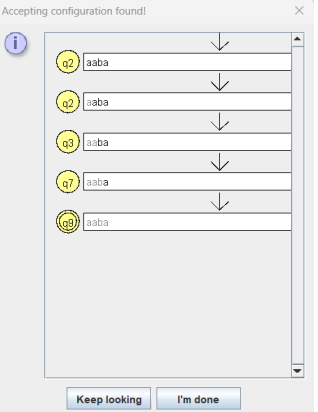 Accepting configuration found!
q2 aaba
q2 aaba
q3 aaba
q7 aaba
q9 aaba
Keep looking I'm done